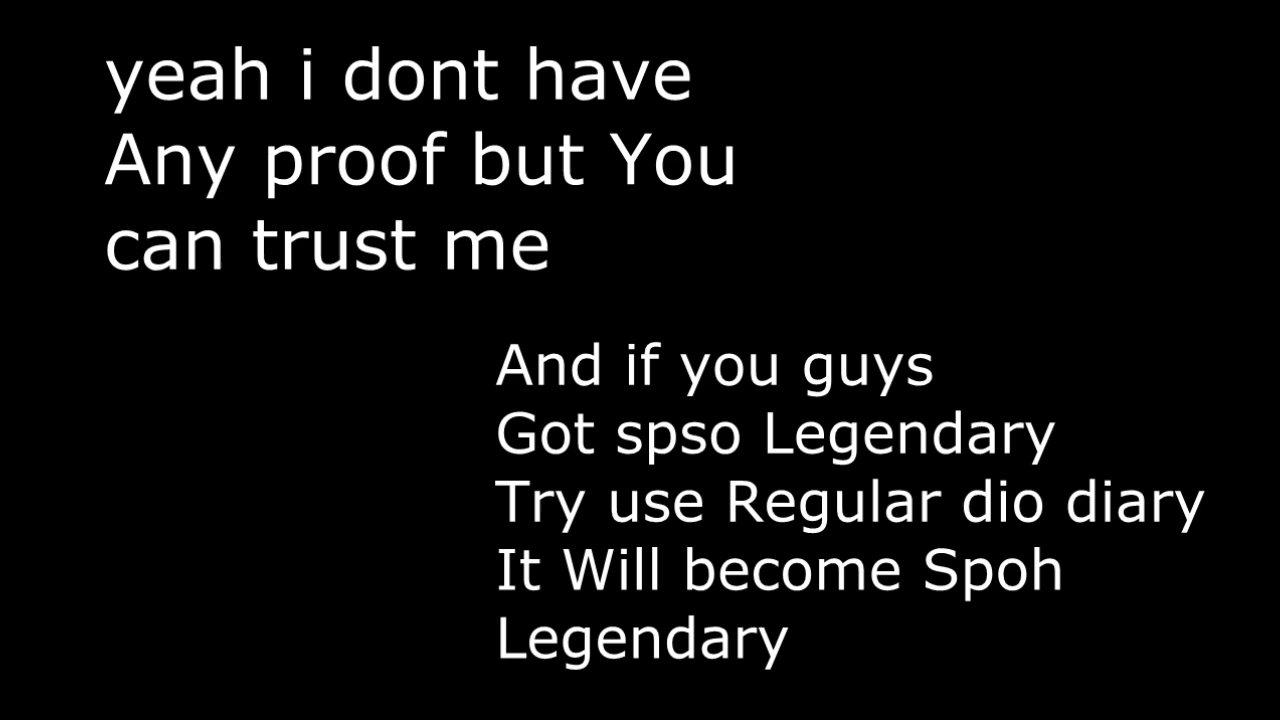 yeah i dont have
Any proof but You
can trust me
And if you guys
Got spso Legendary
Try use Regular dio diary
It Will become Spoh
Legendary